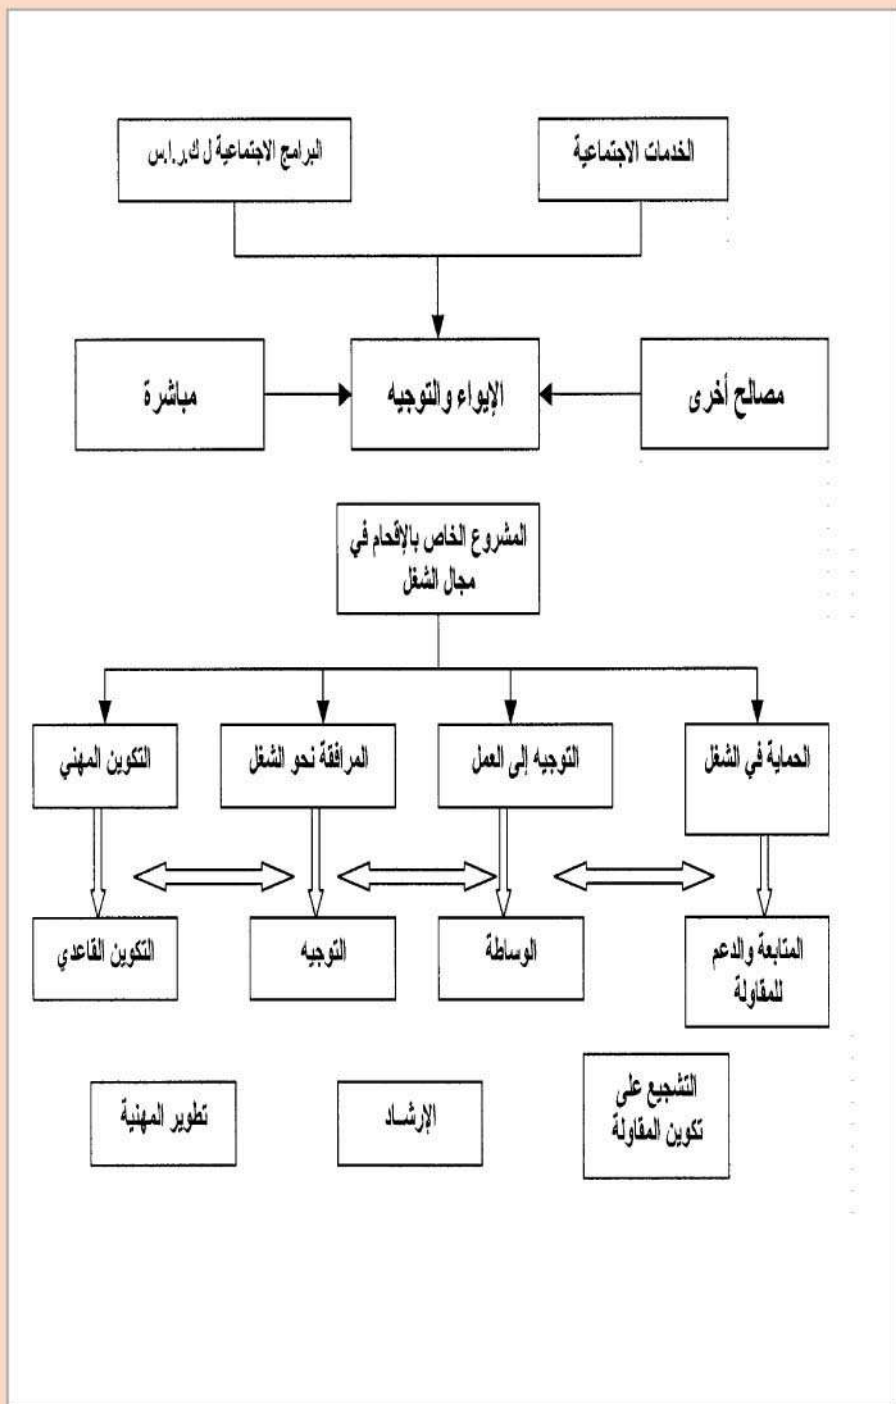 الخدمات الاجتماعية
البرامج الاجتماعية ل ك.ر.ا.س
مصالح أخرى
الإيواء والتوجيه
مباشرة
المشروع الخاص بالإقحام في
مجال الشغل
الحماية في الشغل
التوجيه إلى العمل
المرافقة نحو الشغل
التكوين المهني
المتابعة والدعم
للمقاولة
الوساطة
التوجيه
التكوين القاعدي
التشجيع على
تكوين المقاولة
الإرشــاد
تطوير المهنية